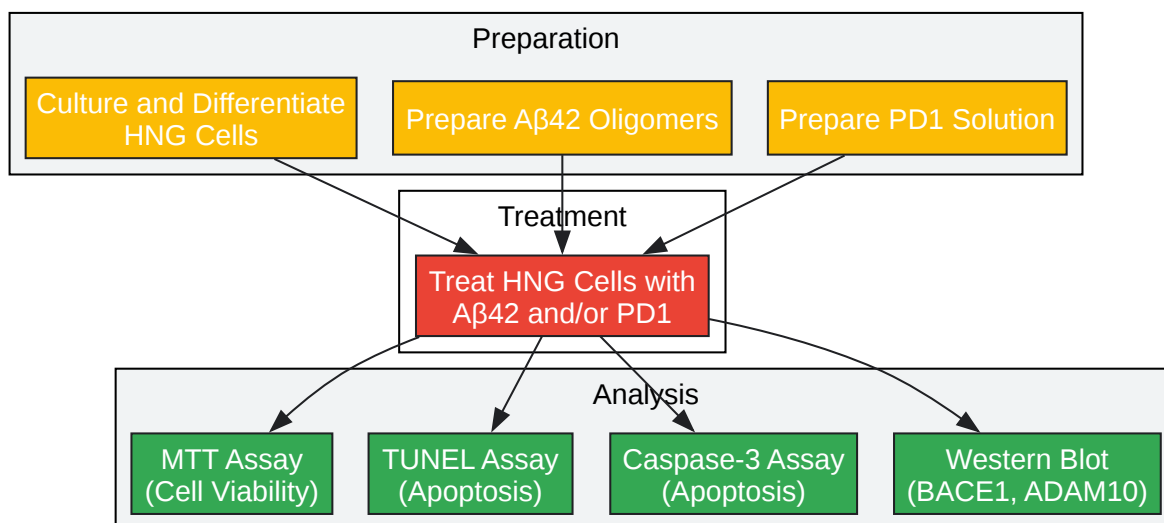 Preparation
Culture and Differentiate
HNG Cells
Prepare Aβ42 Oligomers
Prepare PD1 Solution
Treatment
Treat HNG Cells with
Aβ42 and/or PD1
Analysis
MTT Assay
(Cell Viability)
TUNEL Assay
(Apoptosis)
Caspase-3 Assay
(Apoptosis)
Western Blot
(BACE1, ADAM10)